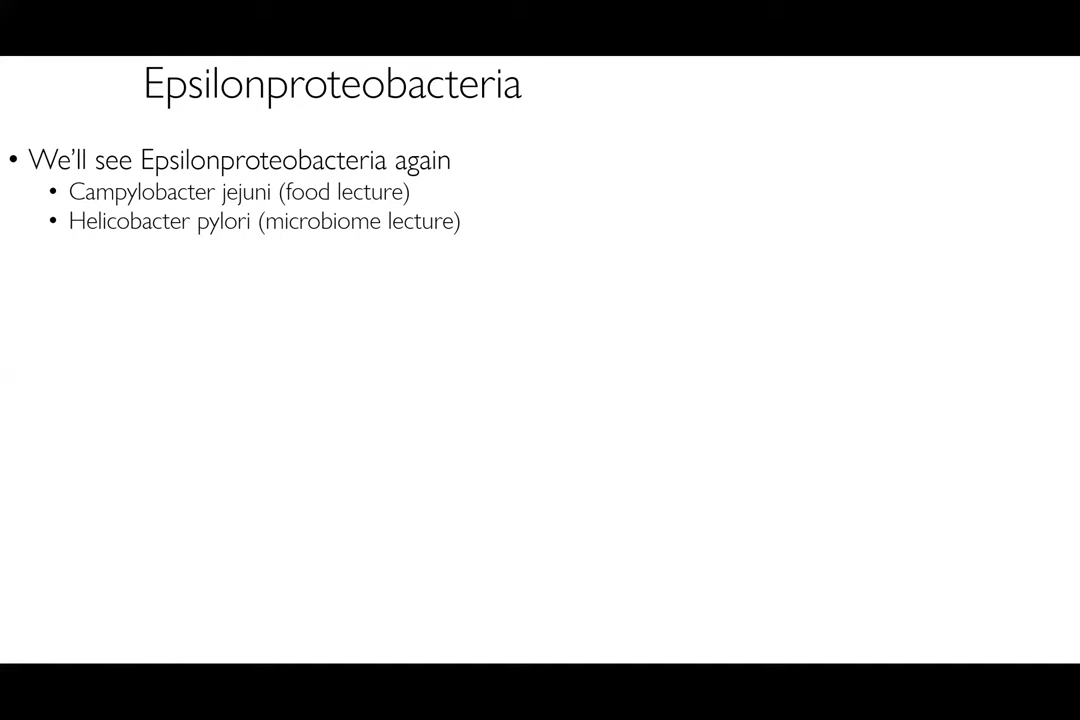 Epsilonproteobacteria
• We'll see Epsilonproteobacteria again
• Campylobacter jejuni (food lecture)
• Helicobacter pylori (microbiome lecture)